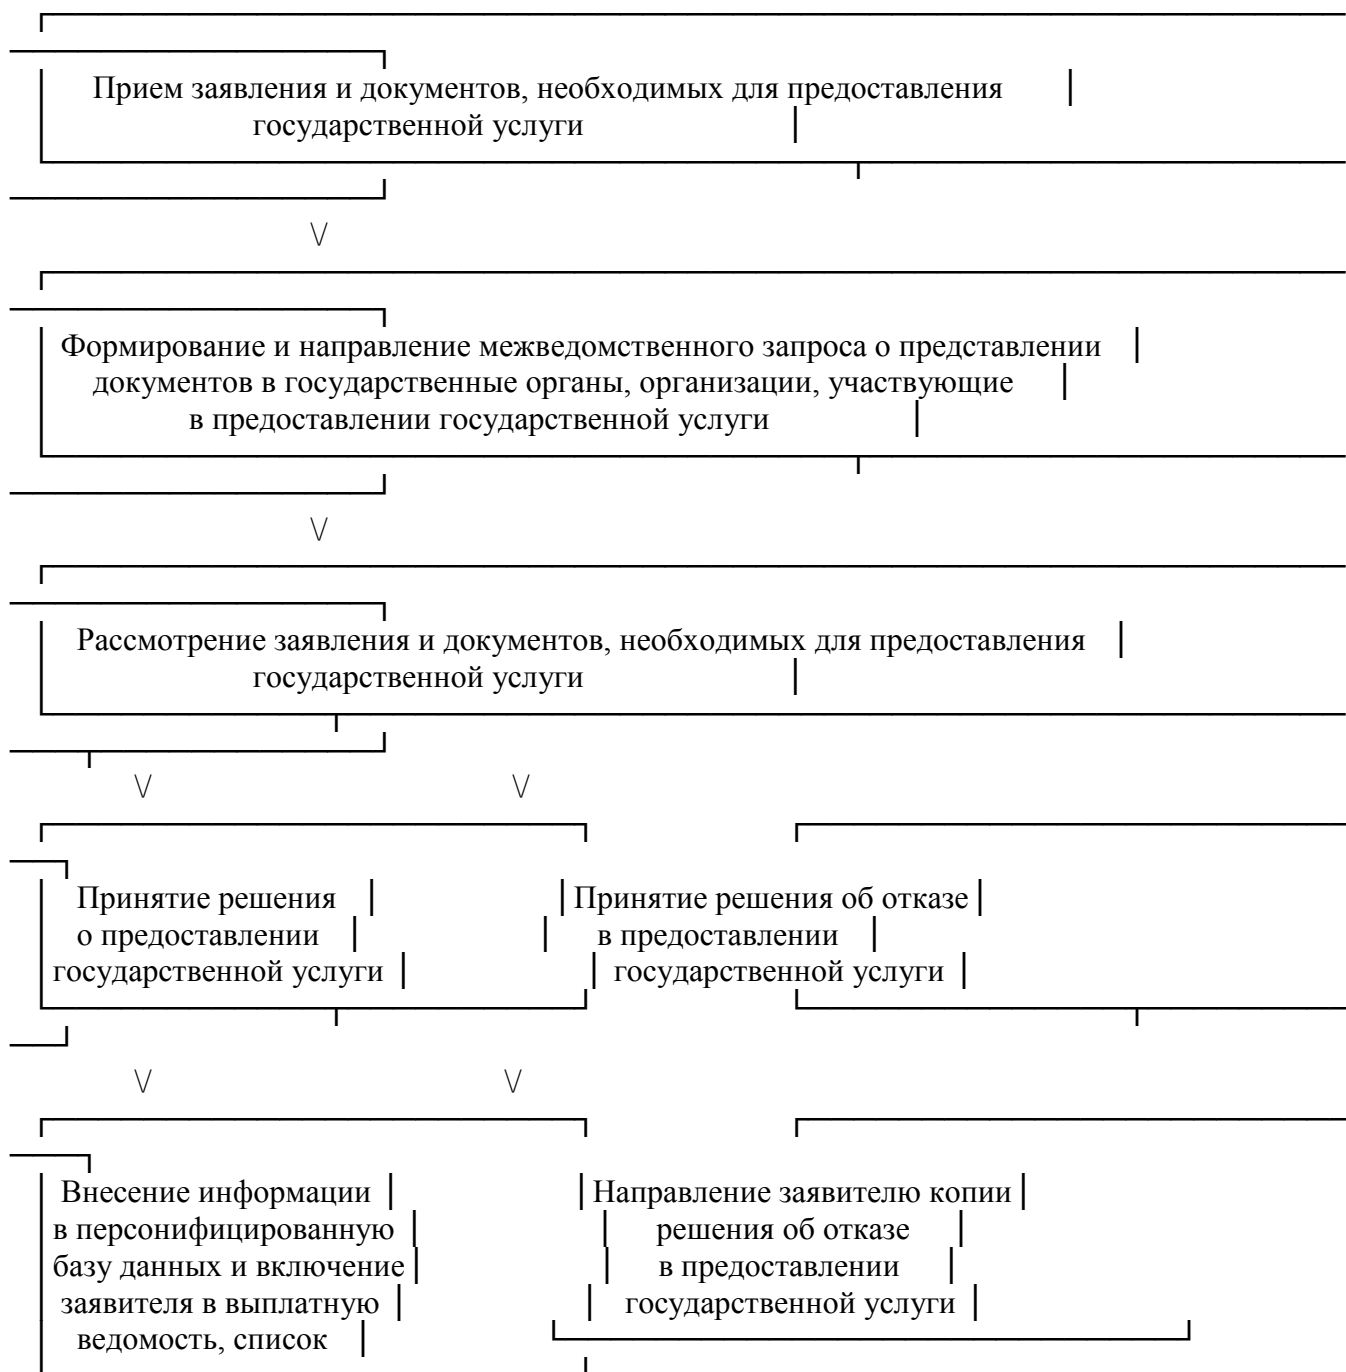 Прием заявления и документов, необходимых для предоставления
государственной услуги
\/
Формирование и направление межведомственного запроса о представлении
документов в государственные органы, организации, участвующие
в предоставлении государственной услуги
\/
Рассмотрение заявления и документов, необходимых для предоставления
государственной услуги
\/ \/
Принятие решения Принятие решения об отказе
о предоставлении в предоставлении
государственной услуги государственной услуги
\/ \/
Внесение информации Направление заявителю копии
в персонифицированную решения об отказе
базу данных и включение в предоставлении
заявителя в выплатную государственной услуги
ведомость, список